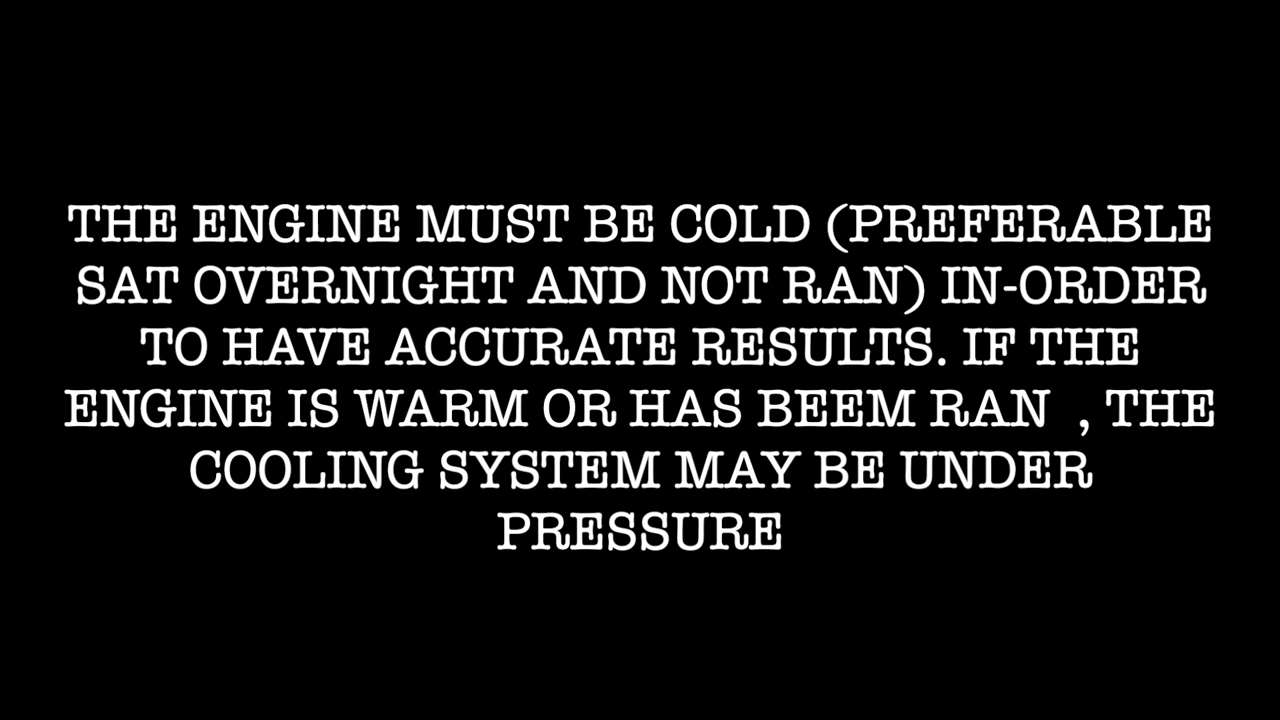 THE ENGINE MUST BE COLD (PREFERABLE
SAT OVERNIGHT AND NOT RAN) IN-ORDER
TO HAVE ACCURATE RESULTS. IF THE
ENGINE IS WARM OR HAS BEEM RAN  , THE
COOLING SYSTEM MAY BE UNDER
PRESSURE